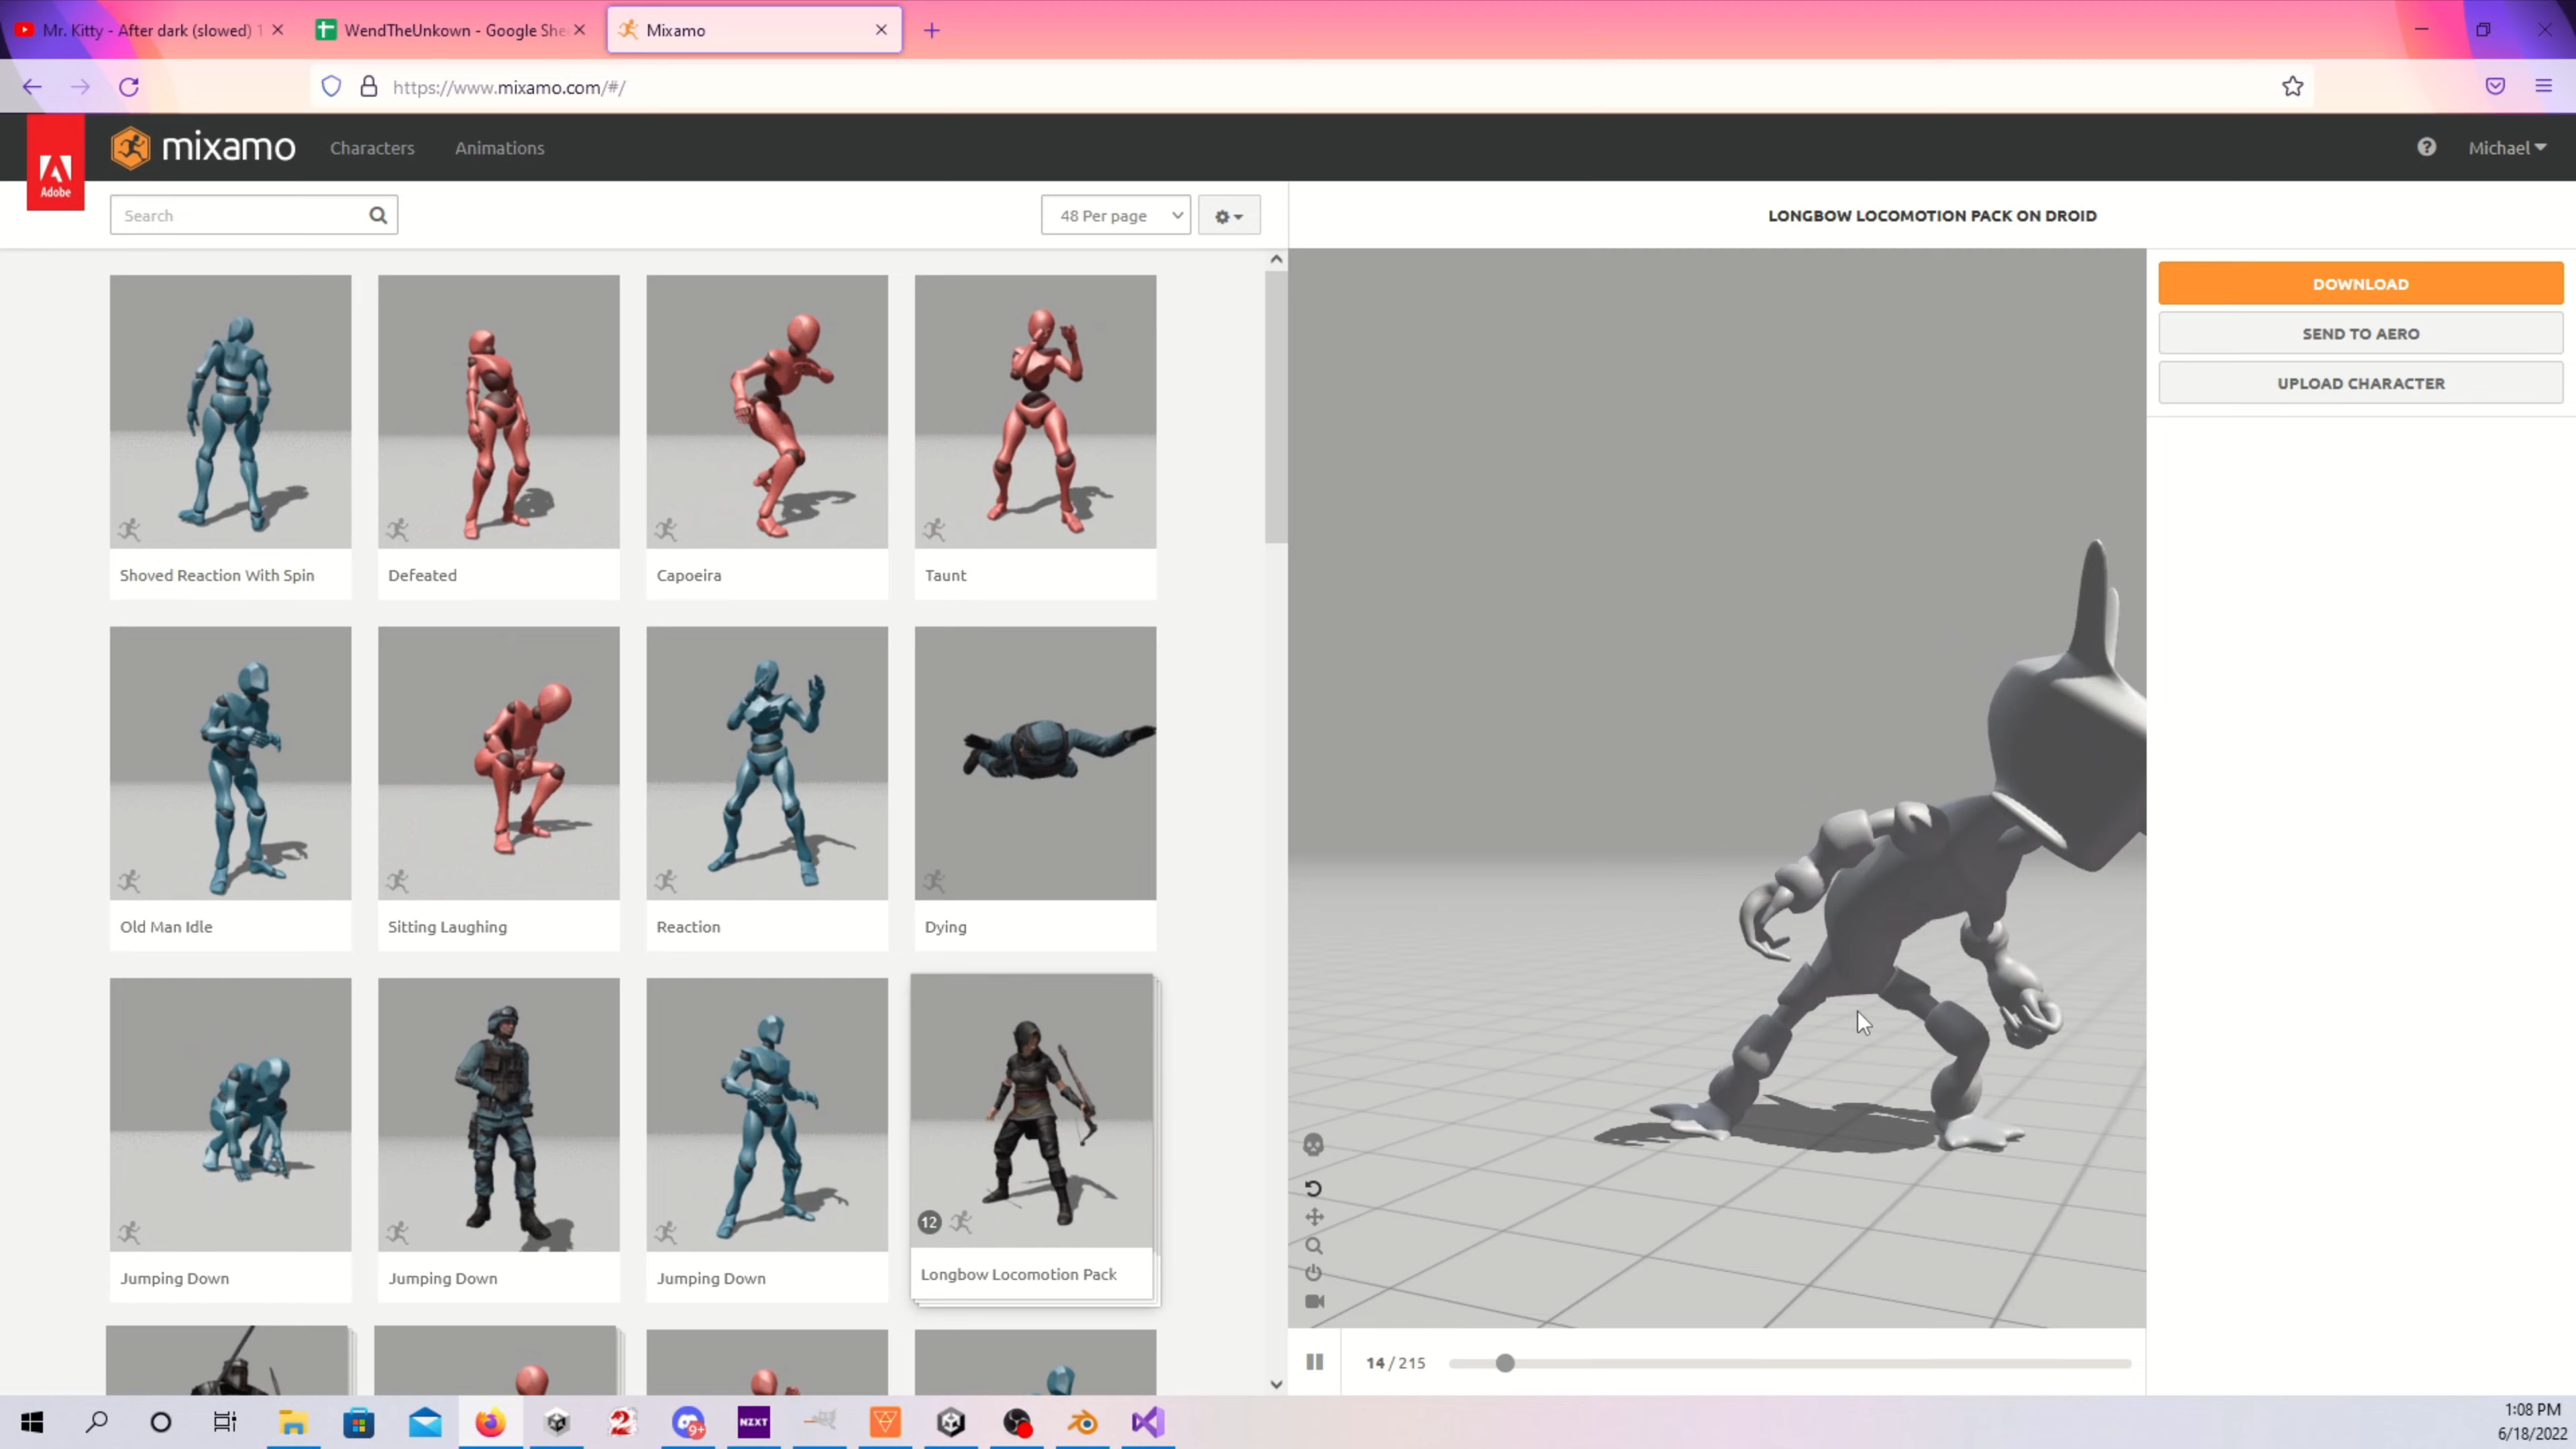 Mr. Kitty - After dark (slowed) 1
WendTheUnkown - Google She
Mixamo
https://www.mixamo.com/#/
Adobe
mixamo
Characters
Animations
Michael
Search
48 Per page
LONGBOW LOCOMOTION PACK ON DROID
DOWNLOAD
SEND TO AERO
UPLOAD CHARACTER
Shoved Reaction With Spin
Defeated
Capoeira
Taunt
Old Man Idle
Sitting Laughing
Reaction
Dying
12
Jumping Down
Jumping Down
Jumping Down
Longbow Locomotion Pack
14 / 215
2
9+
NZXT
1:08 PM
6/18/2022